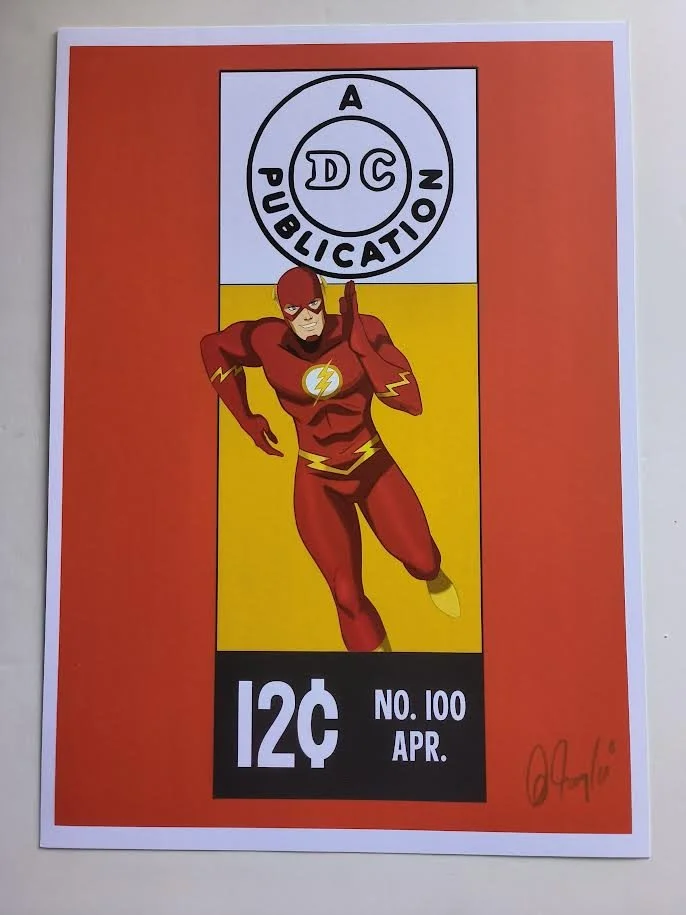 A
DC
PUBLICATION
12¢
NO. 100
APR.